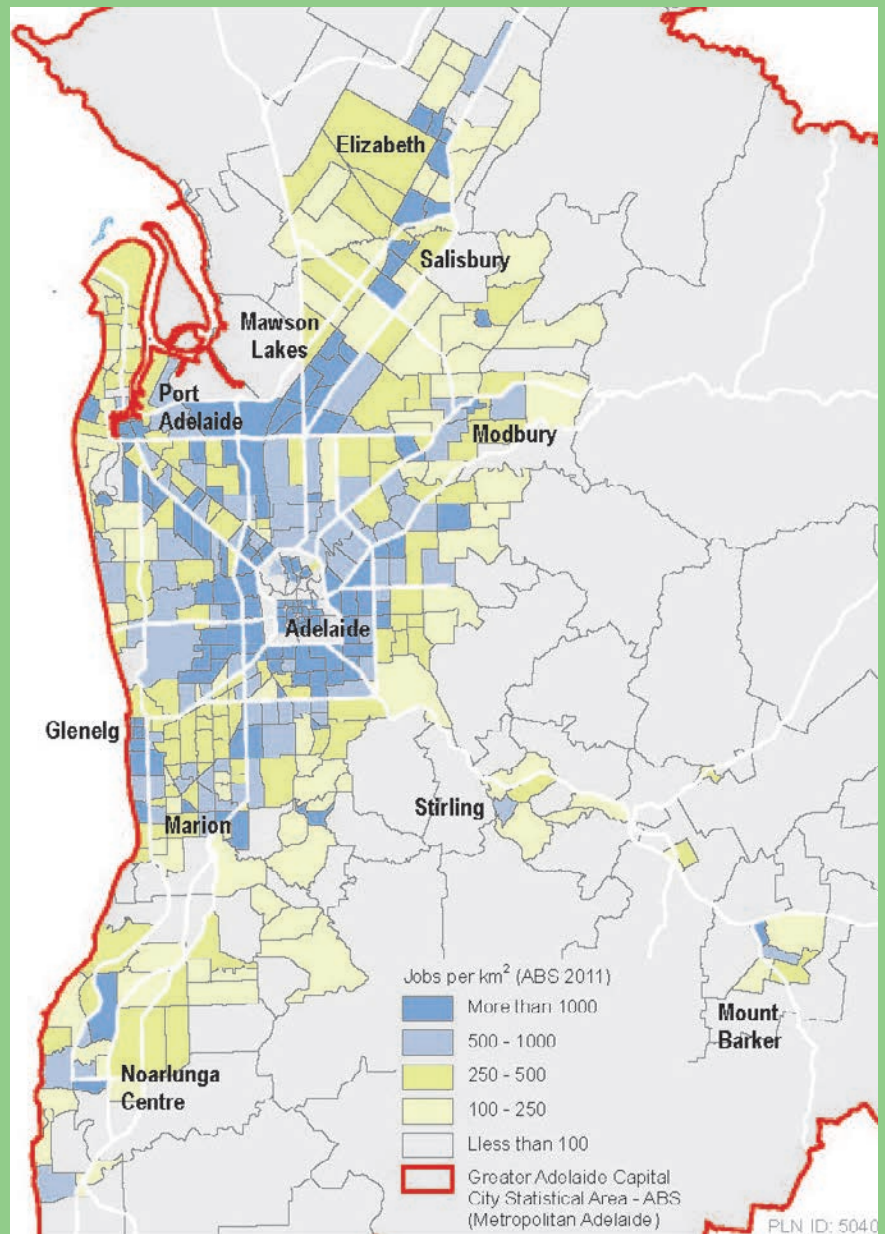 Elizabeth
Salisbury
Mawson
Lakes
Port
Adelaide
Modbury
Adelaide
Glenelg
Stirling
Marion
Mount
Barker
Noarlunga
Centre
Jobs per km² (ABS 2011)
More than 1000
500 - 1000
250 - 500
100 - 250
Lless than 100
Greater Adelaide Capital
City Statistical Area - ABS
(Metropolitan Adelaide)
PLN ID: 5040